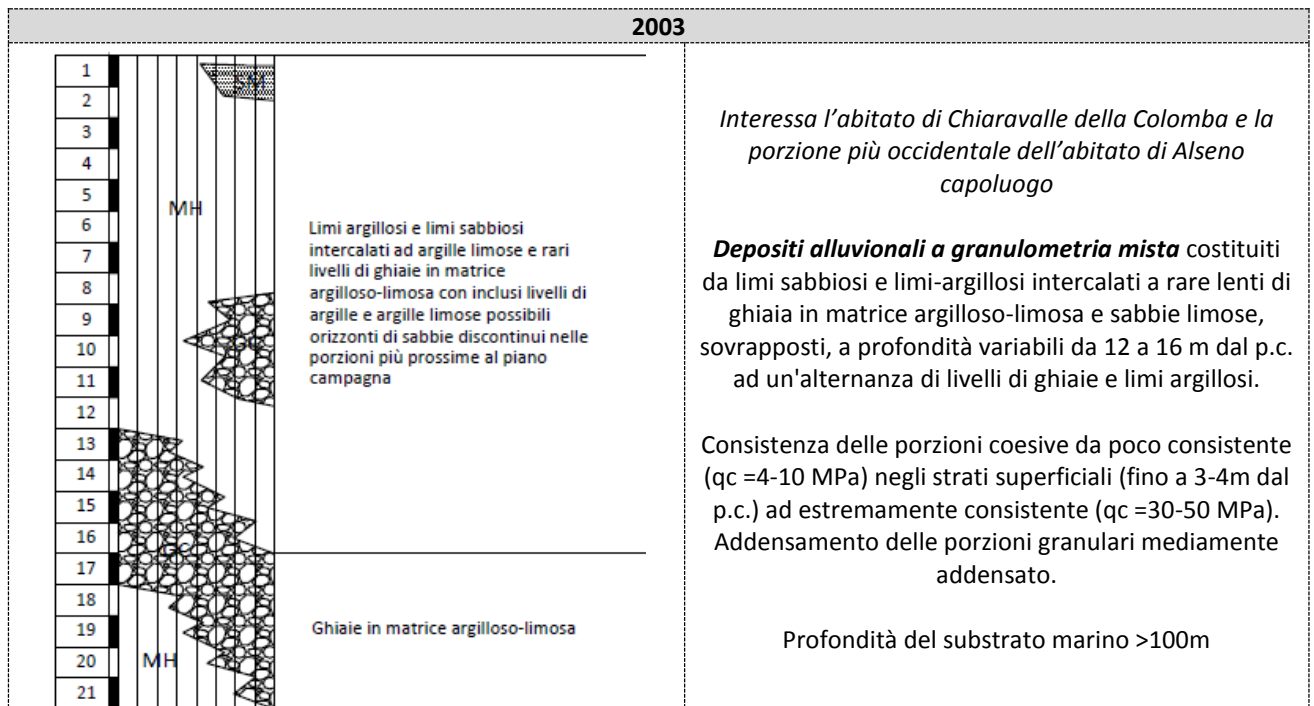 2003
1
2
3
4
5
6
7
8
9
10
11
12
13
14
15
16
17
18
19
20
21
SM
MH
GC
GC
MH
Limi argillosi e limi sabbiosi
intercalati ad argille limose e rari
livelli di ghiaie in matrice
argilloso-limosa con inclusi livelli di
argille e argille limose possibili
orizzonti di sabbie discontinui nelle
porzioni più prossime al piano
campagna
Ghiaie in matrice argilloso-limosa
Interessa l'abitato di Chiaravalle della Colomba e la
porzione più occidentale dell'abitato di Alseno
capoluogo
Depositi alluvionali a granulometria mista costituiti
da limi sabbiosi e limi-argillosi intercalati a rare lenti di
ghiaia in matrice argilloso-limosa e sabbie limose,
sovrapposti, a profondità variabili da 12 a 16 m dal p.c.
ad un'alternanza di livelli di ghiaie e limi argillosi.
Consistenza delle porzioni coesive da poco consistente
(qc =4-10 MPa) negli strati superficiali (fino a 3-4m dal
p.c.) ad estremamente consistente (qc =30-50 MPa).
Addensamento delle porzioni granulari mediamente
addensato.
Profondità del substrato marino >100m